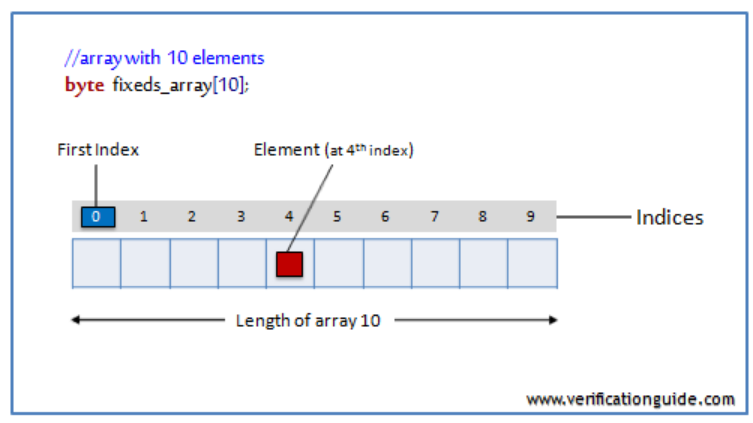 //array with 10 elements
byte fixeds_array[10];
First Index
Element (at 4th index)
0 1 2 3 4 5 6 7 8 9
Indices
Length of array 10
www.verificationguide.com